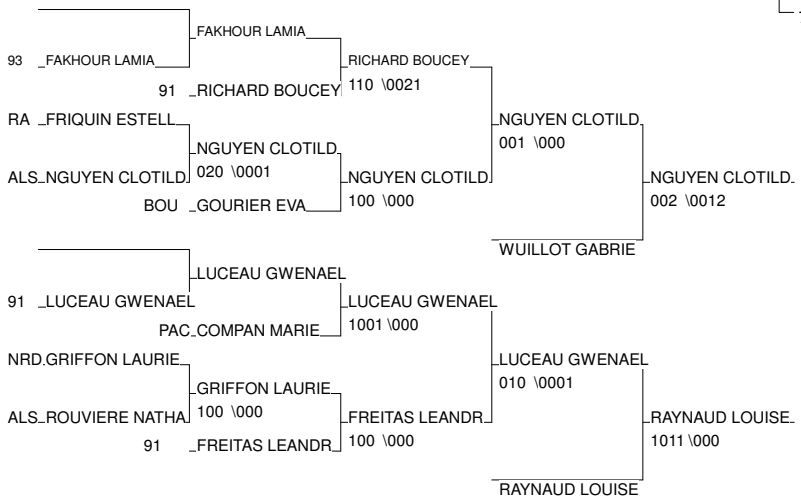 FAKHOUR LAMIA
93 FAKHOUR LAMIA
RICHARD BOUCEY
91 RICHARD BOUCEY
110 \0021
RA FRIQUIN ESTELL
NGUYEN CLOTILD
001 \000
NGUYEN CLOTILD
020 \0001
ALS NGUYEN CLOTILD
NGUYEN CLOTILD
100 \000
NGUYEN CLOTILD
002 \0012
BOU GOURIER EVA
WUILLOT GABRIE
LUCEAU GWENAEL
91 LUCEAU GWENAEL
LUCEAU GWENAEL
1001 \000
PAC COMPAN MARIE
NRD GRIFFON LAURIE
LUCEAU GWENAEL
010 \0001
GRIFFON LAURIE
100 \000
ALS ROUVIERE NATHA
FREITAS LEANDR
100 \000
RAYNAUD LOUISE
1011 \000
91 FREITAS LEANDR
RAYNAUD LOUISE